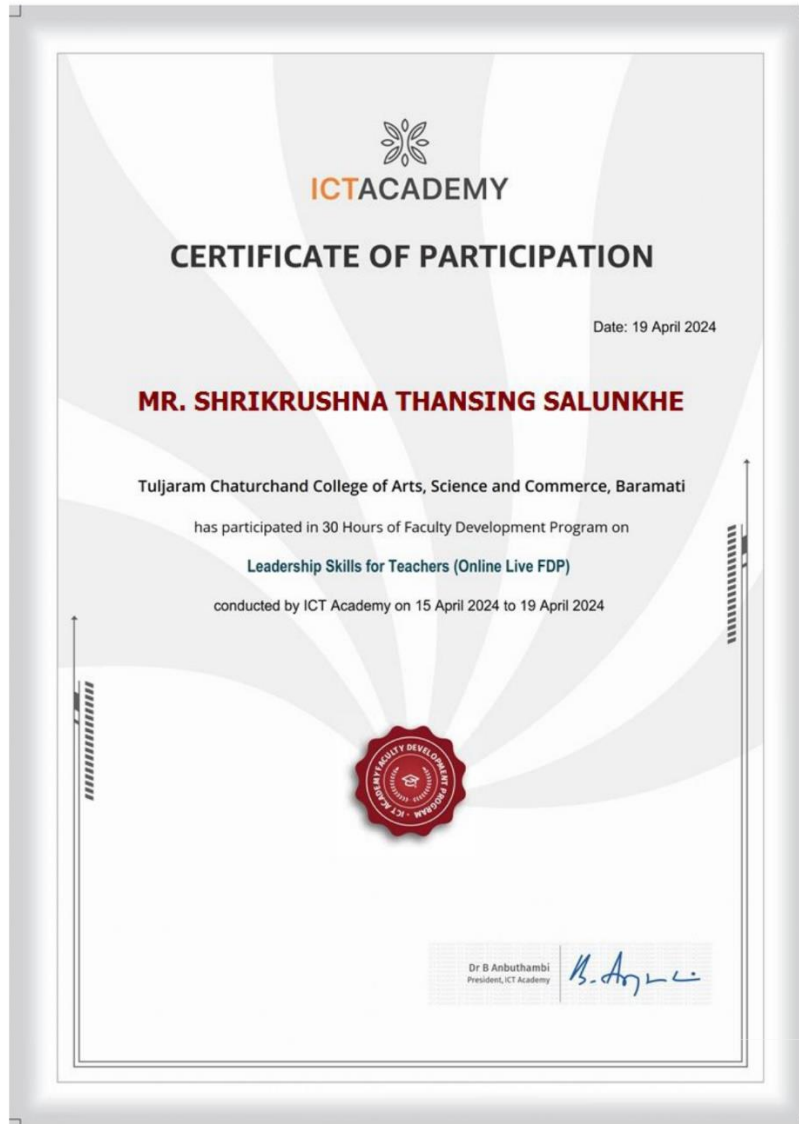 ICTACADEMY
CERTIFICATE OF PARTICIPATION
Date: 19 April 2024
MR. SHRIKRUSHNA THANSING SALUNKHE
Tuljaram Chaturchand College of Arts, Science and Commerce, Baramati
has participated in 30 Hours of Faculty Development Program on
Leadership Skills for Teachers (Online Live FDP)
conducted by ICT Academy on 15 April 2024 to 19 April 2024
ICT ACADEMY FACULTY DEVELOPMENT PROGRAM
Dr B Anbuthambi
President, ICT Academy